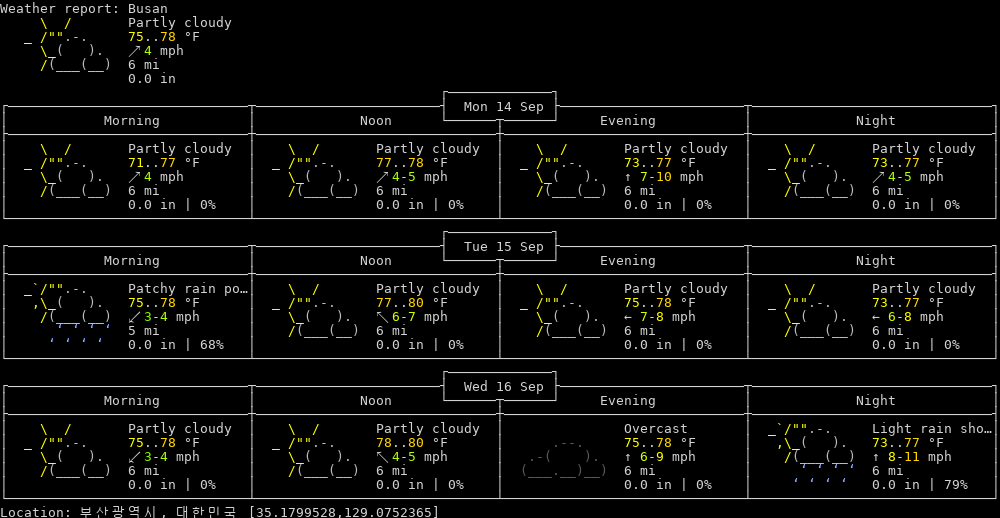 Weather report: Busan
Partly cloudy
75..78 °F
↗ 4 mph
6 mi
0.0 in
Mon 14 Sep
Morning Noon Evening Night
Partly cloudy Partly cloudy Partly cloudy Partly cloudy
71..77 °F 77..78 °F 73..77 °F 73..77 °F
↗ 4 mph ↗ 4-5 mph ↑ 7-10 mph ↗ 4-5 mph
6 mi 6 mi 6 mi 6 mi
0.0 in | 0% 0.0 in | 0% 0.0 in | 0% 0.0 in | 0%
Tue 15 Sep
Morning Noon Evening Night
Patchy rain po… Partly cloudy Partly cloudy Partly cloudy
75..78 °F 77..80 °F 75..78 °F 73..77 °F
↙ 3-4 mph ↖ 6-7 mph ← 7-8 mph ← 6-8 mph
5 mi 6 mi 6 mi 6 mi
0.0 in | 68% 0.0 in | 0% 0.0 in | 0% 0.0 in | 0%
Wed 16 Sep
Morning Noon Evening Night
Partly cloudy Partly cloudy Overcast Light rain sho…
75..78 °F 78..80 °F 75..78 °F 73..77 °F
↙ 3-4 mph ↖ 4-5 mph ↑ 6-9 mph ↑ 8-11 mph
6 mi 6 mi 6 mi 6 mi
0.0 in | 0% 0.0 in | 0% 0.0 in | 0% 0.0 in | 79%
Location: 부산광역시, 대한민국 [35.1799528,129.0752365]